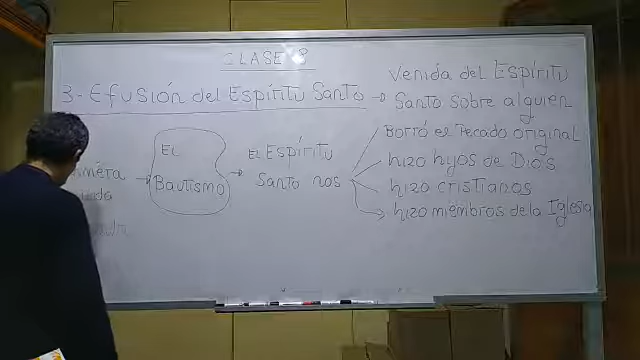 CLASE 8
3- Efusión del Espíritu Santo → Venida del Espíritu
Santo sobre alguien
El
Bautismo
El Espíritu
Santo nos
Borró el Pecado original
hizo hijos de Dios
hizo cristianos
hizo miembros de la Iglesia